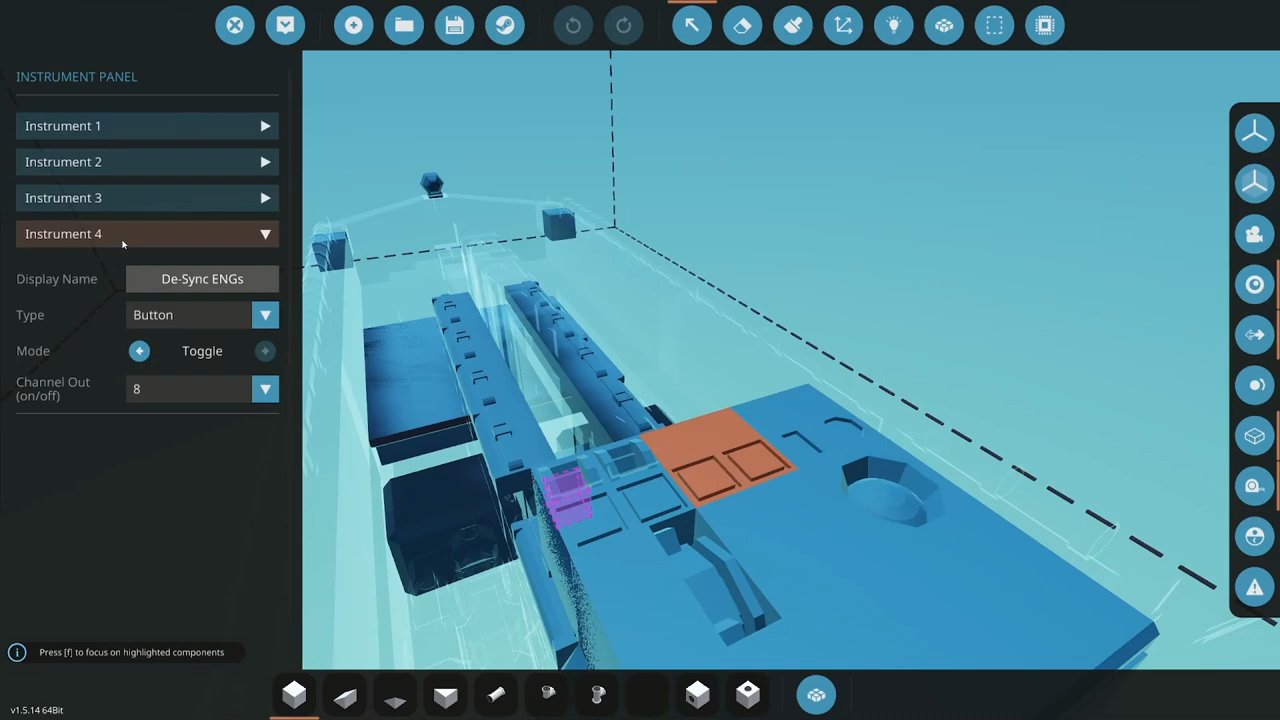 INSTRUMENT PANEL
Instrument 1
Instrument 2
Instrument 3
Instrument 4
Display Name De-Sync ENGs
Type Button
Mode Toggle
Channel Out (on/off) 8
Press [f] to focus on highlighted components
v1.5.14 64Bit